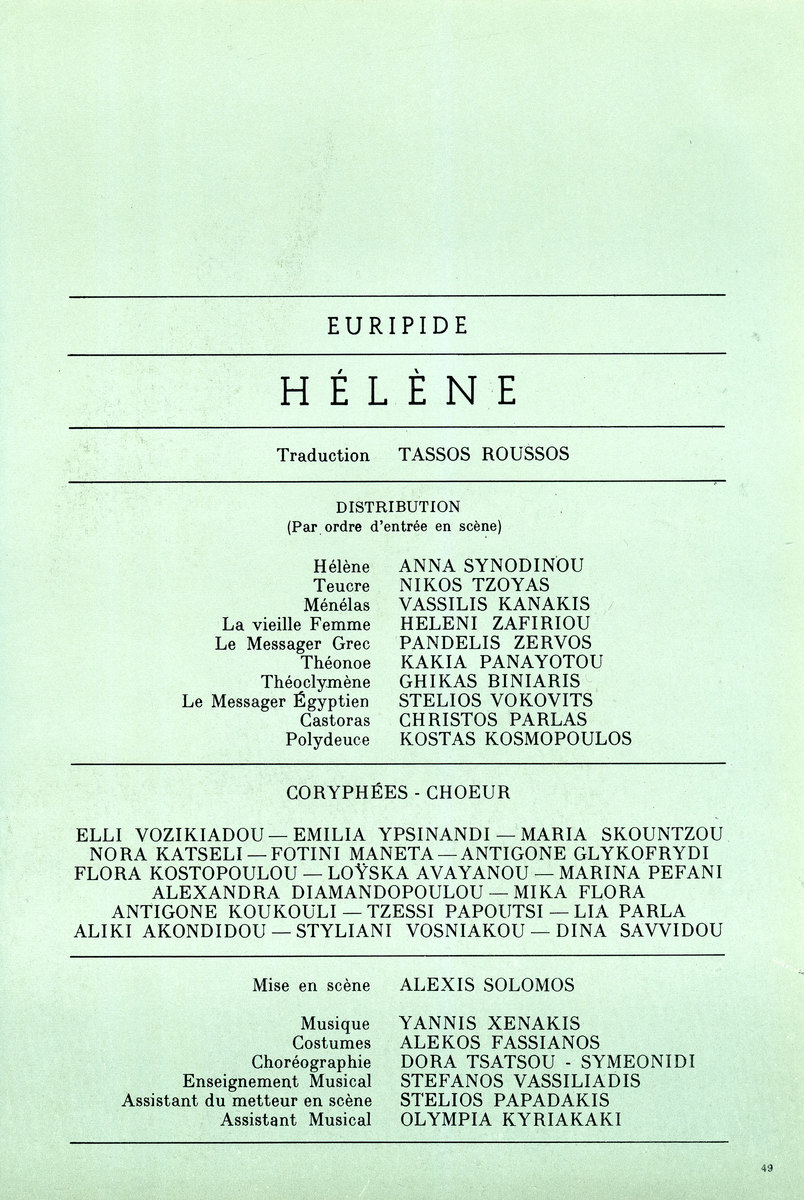 EURIPIDE
HÉLÈNE
Traduction TASSOS ROUSSOS
DISTRIBUTION
(Par ordre d'entrée en scène)
Hélène ANNA SYNODINOU
Teucre NIKOS TZOYAS
Ménélas VASSILIS KANAKIS
La vieille Femme HELENI ZAFIRIOU
Le Messager Grec PANDELIS ZERVOS
Théonoe KAKIA PANAYOTOU
Théoclymène GHIKAS BINIARIS
Le Messager Égyptien STELIOS VOKOVITS
Castoras CHRISTOS PARLAS
Polydeuce KOSTAS KOSMOPOULOS
CORYPHÉES - CHOEUR
ELLI VOZIKIADOU — EMILIA YPSINANDI — MARIA SKOUNTZOU
NORA KATSELI — FOTINI MANETA — ANTIGONE GLYKOFRYDI
FLORA KOSTOPOULOU — LOŸSKA AVAYANOU — MARINA PEFANI
ALEXANDRA DIAMANDOPOULOU — MIKA FLORA
ANTIGONE KOUKOULI — TZESSI PAPOUTSI — LIA PARLA
ALIKI AKONDIDOU — STYLIANI VOSNIAKOU — DINA SAVVIDOU
Mise en scène ALEXIS SOLOMOS
Musique YANNIS XENAKIS
Costumes ALEKOS FASSIANOS
Choréographie DORA TSATSOU - SYMEONIDI
Enseignement Musical STEFANOS VASSILIADIS
Assistant du metteur en scène STELIOS PAPADAKIS
Assistant Musical OLYMPIA KYRIAKAKI
49